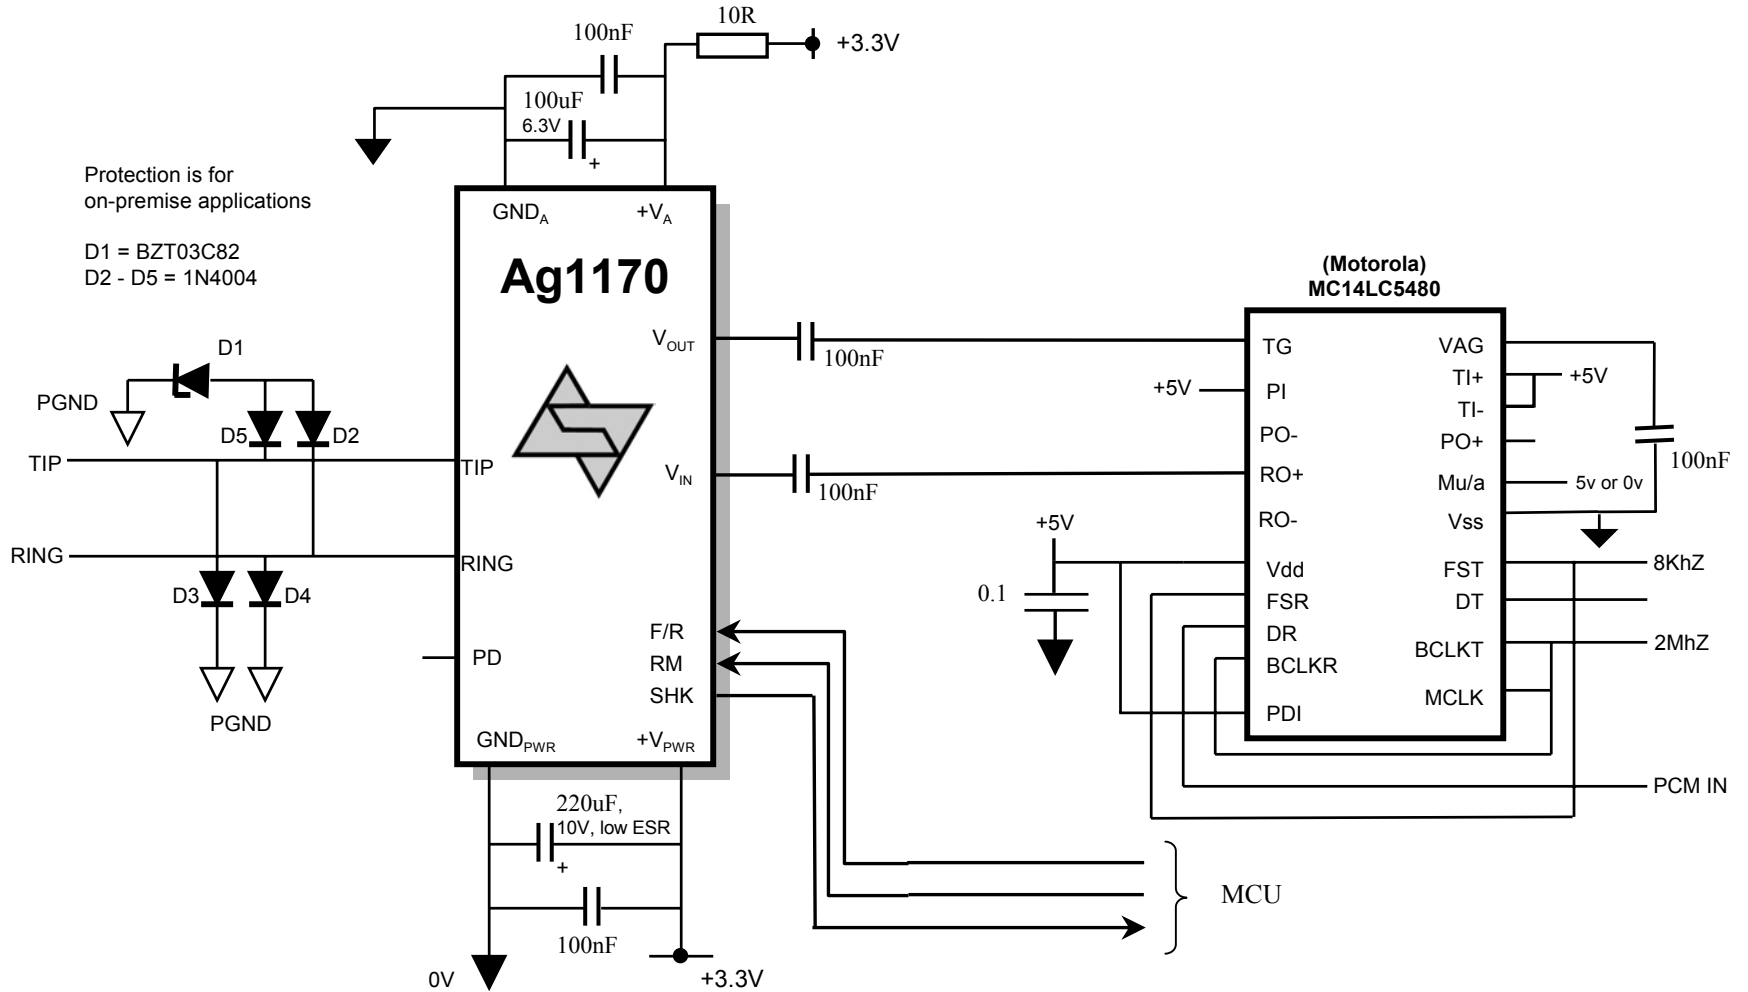 10R
100nF
+3.3V
100uF
6.3V
+
Protection is for
on-premise applications
D1 = BZT03C82
D2 - D5 = 1N4004
GNDA
+VA
Ag1170
(Motorola)
MC14LC5480
VOUT
100nF
TG
VAG
D1
+5V
PI
TI+
+5V
PGND
TI-
D5
D2
PO-
PO+
TIP
TIP
VIN
100nF
RO+
Mu/a
5v or 0v
100nF
RO-
Vss
+5V
RING
RING
Vdd
FST
8KhZ
D3
D4
0.1
FSR
DT
F/R
DR
PD
RM
BCLKR
BCLKT
2MhZ
SHK
MCLK
PGND
PDI
GNDPWR
+VPWR
PCM IN
220uF,
10V, low ESR
+
MCU
100nF
0V
+3.3V